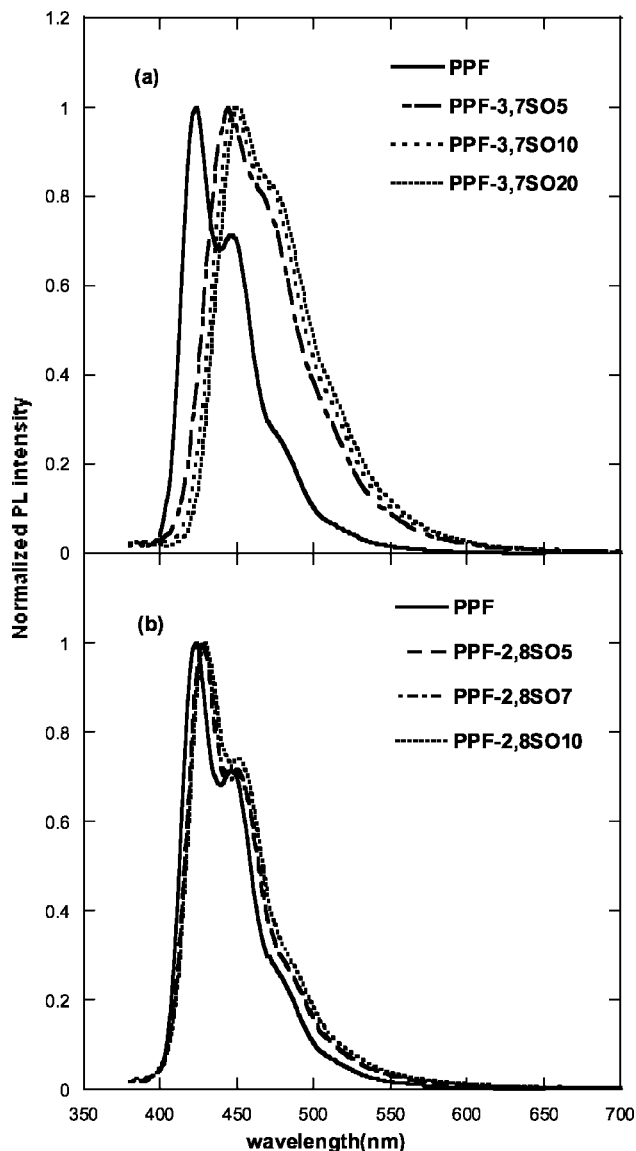 1.2
(a)
PPF
PPF-3,7SO5
PPF-3,7SO10
PPF-3,7SO20
1
0.8
0.6
0.4
0.2
0
Normalized PL intensity
(b)
PPF
PPF-2,8SO5
PPF-2,8SO7
PPF-2,8SO10
1
0.8
0.6
0.4
0.2
0
350 400 450 500 550 600 650 700
wavelength(nm)